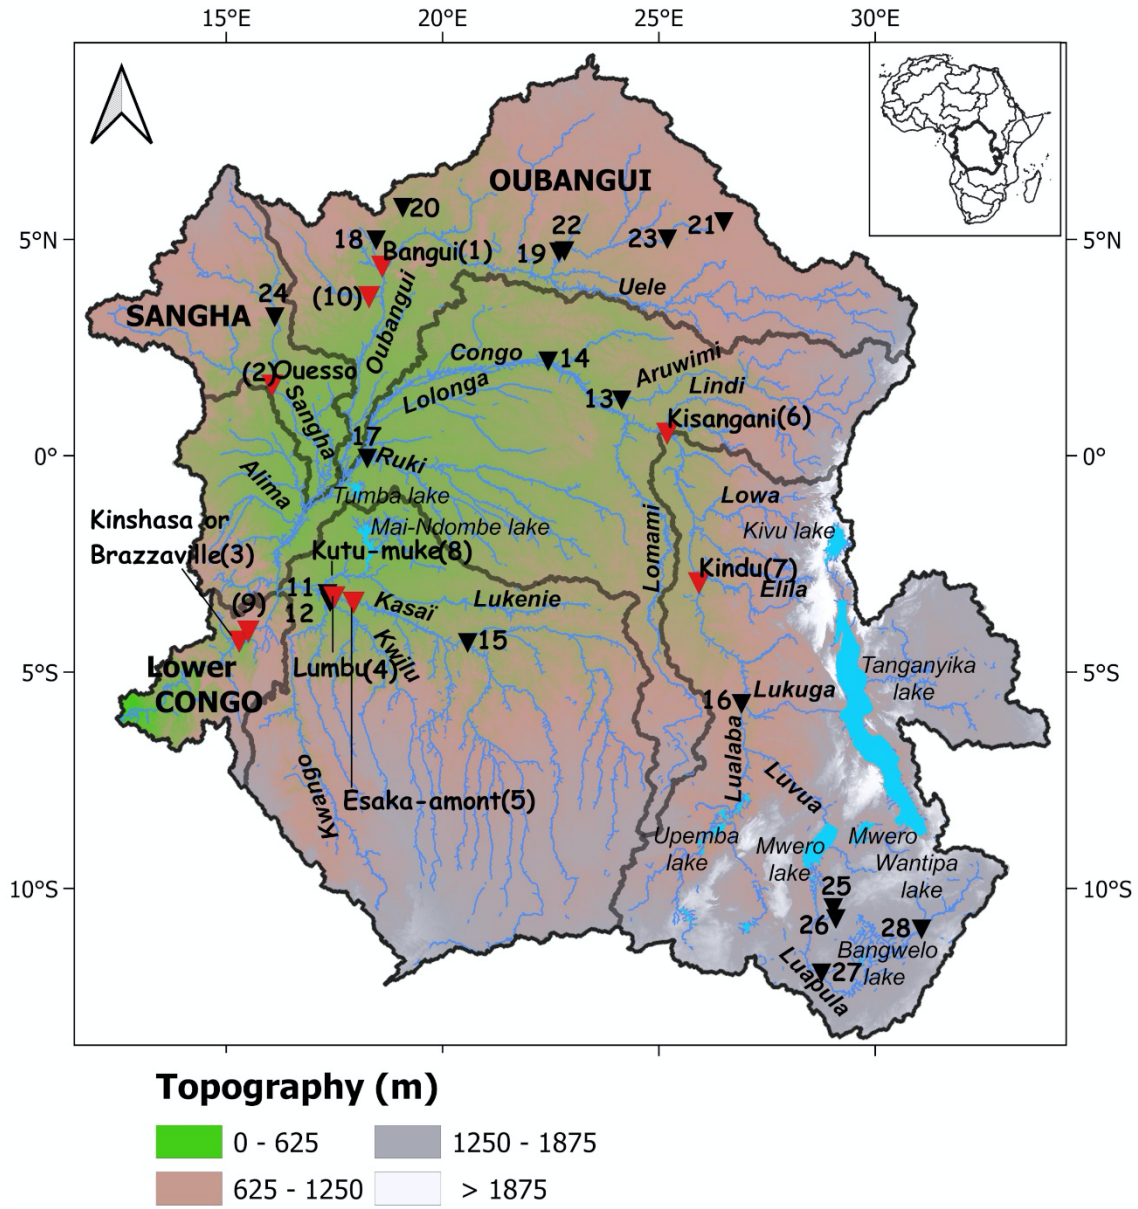 15°E 20°E 25°E 30°E
OUBANGUI
20
22
21
5°N
18
23
5°N
Bangui(1)
19
Uele
24
(10)
Oubangui
SANGHA
Congo
14
Aruwimi
Lindi
(2)
Ouesso
Lolonga
13
Sangha
Kisangani(6)
17
0°
Ruki
0°
Alima
Tumba lake
Lowa
Kinshasa or
Brazzaville(3)
Mai-Ndombe lake
Kivu lake
Kutu-muke(8)
Lomami
Kindu(7)
11
12
Elila
(9)
Kasaï
Lukenie
Kwilu
15
Lower
CONGO
5°S
Lumbu(4)
Tanganyika
lake
5°S
16
Lukuga
Lualaba
Kwango
Luvua
Esaka-amont(5)
Upemba
lake
Mwero
lake
Mwero
Wantipa
lake
10°S
25
10°S
26
28
Bangwelo
lake
27
Luapula
Topography (m)
0 - 625
1250 - 1875
625 - 1250
> 1875